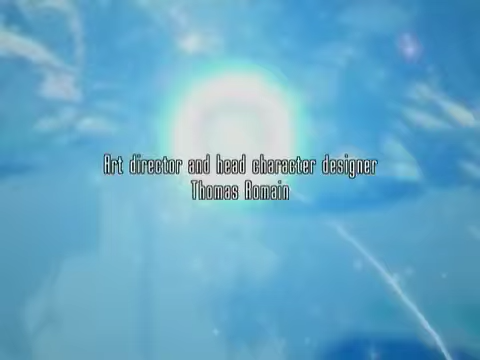 Art director and head character designer
Thomas Romain